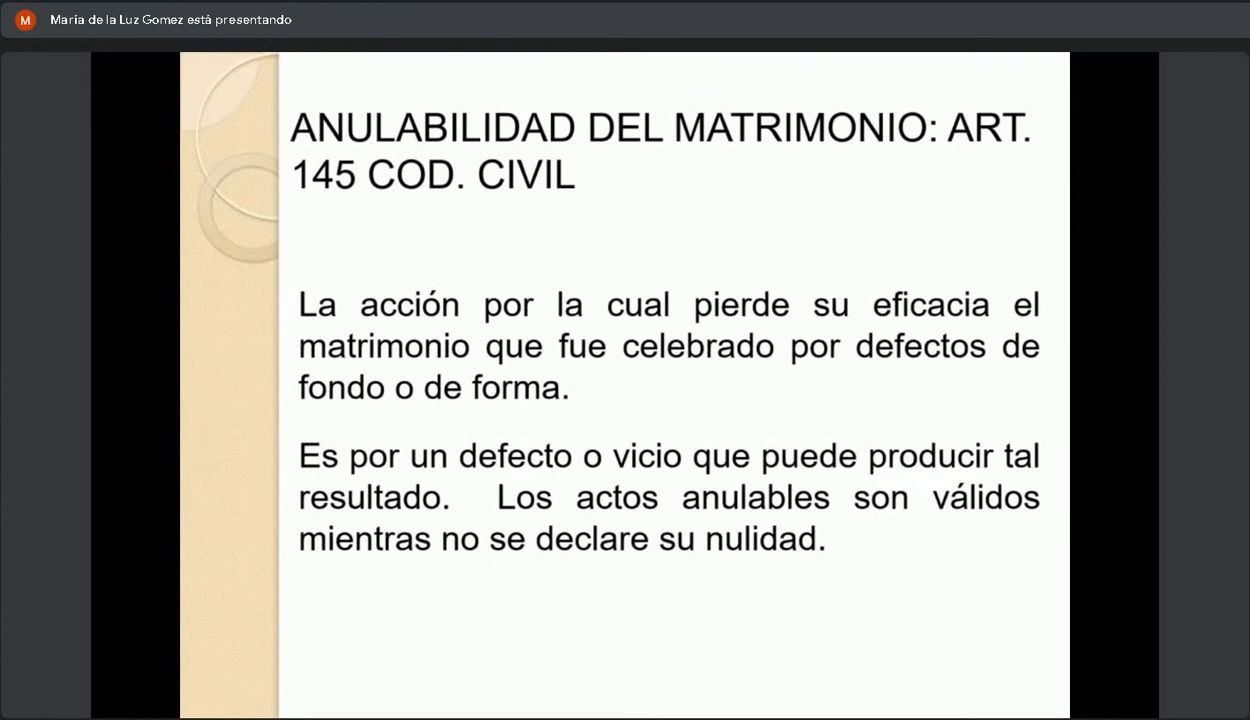 M
Maria de la Luz Gomez está presentando
ANULABILIDAD DEL MATRIMONIO: ART.
145 COD. CIVIL
La acción por la cual pierde su eficacia el
matrimonio que fue celebrado por defectos de
fondo o de forma.
Es por un defecto o vicio que puede producir tal
resultado. Los actos anulables son válidos
mientras no se declare su nulidad.